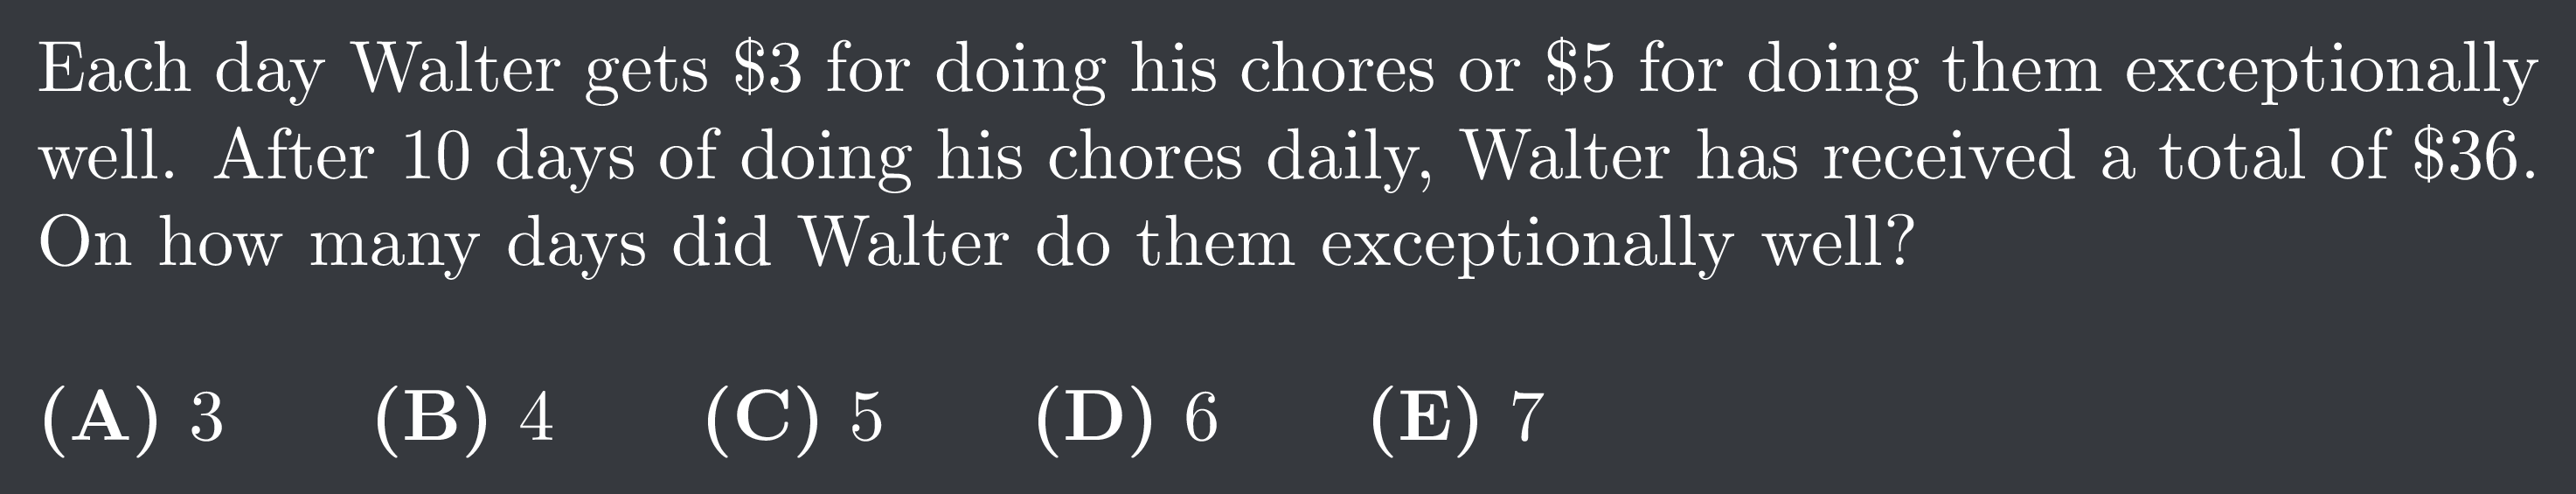 Each day Walter gets $3 for doing his chores or $5 for doing them exceptionally
well. After 10 days of doing his chores daily, Walter has received a total of $36.
On how many days did Walter do them exceptionally well?
(A) 3 (B) 4 (C) 5 (D) 6 (E) 7